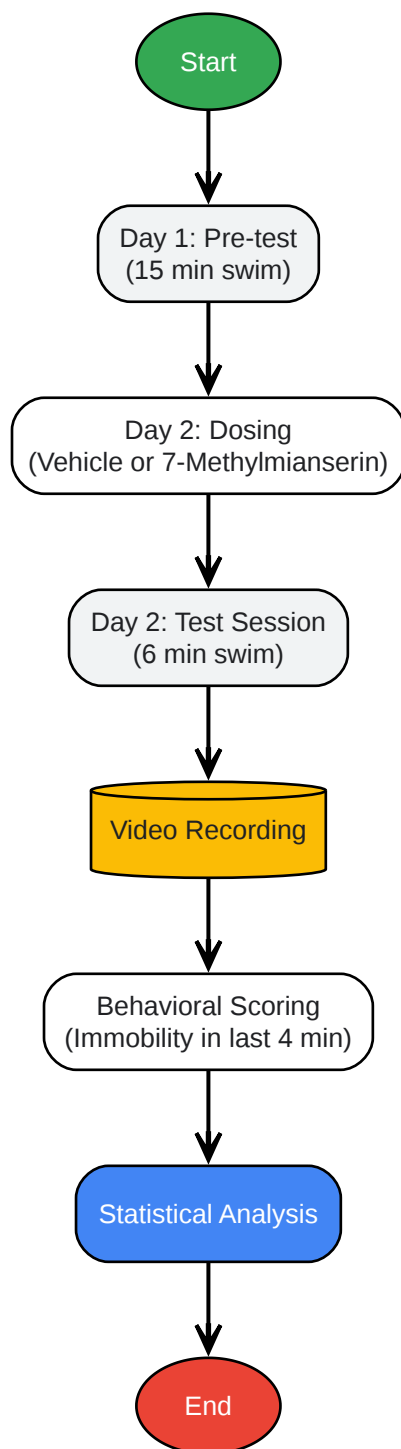 Start
Day 1: Pre-test
(15 min swim)
Day 2: Dosing
(Vehicle or 7-Methylmianserin)
Day 2: Test Session
(6 min swim)
Video Recording
Behavioral Scoring
(Immobility in last 4 min)
Statistical Analysis
End